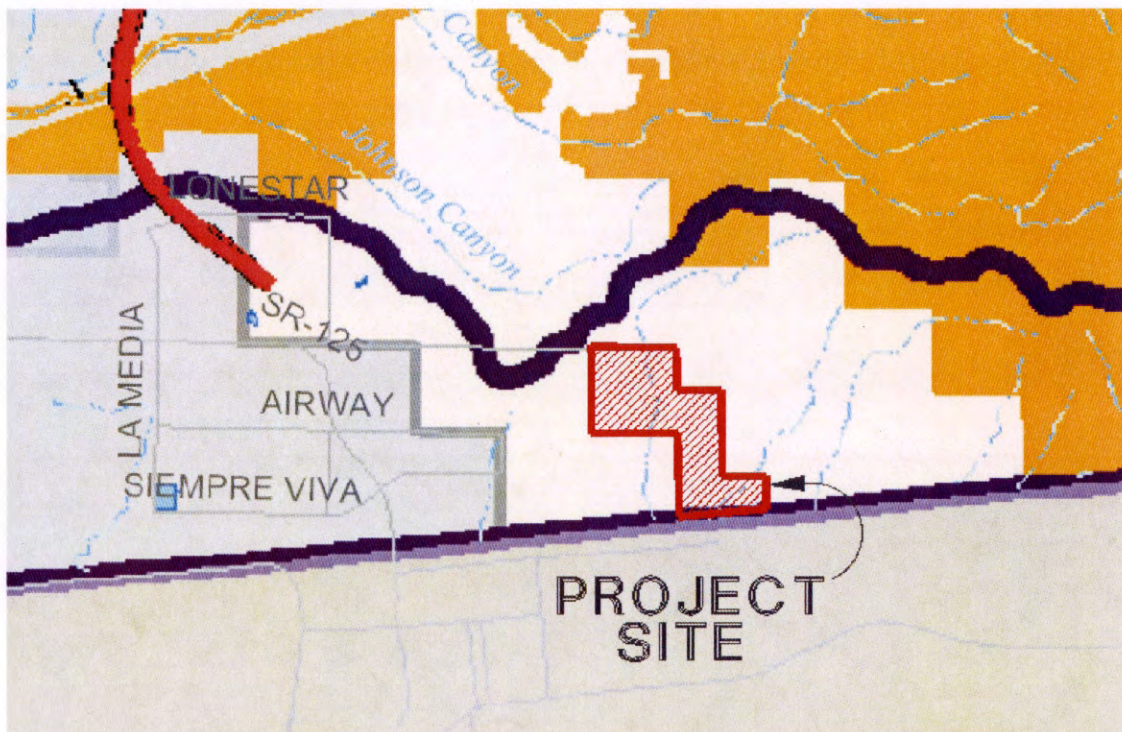 Canyon
Johnson Canyon
LONESTAR
SR-125
LA MEDIA
AIRWAY
SIEMPRE VIVA
PROJECT
SITE